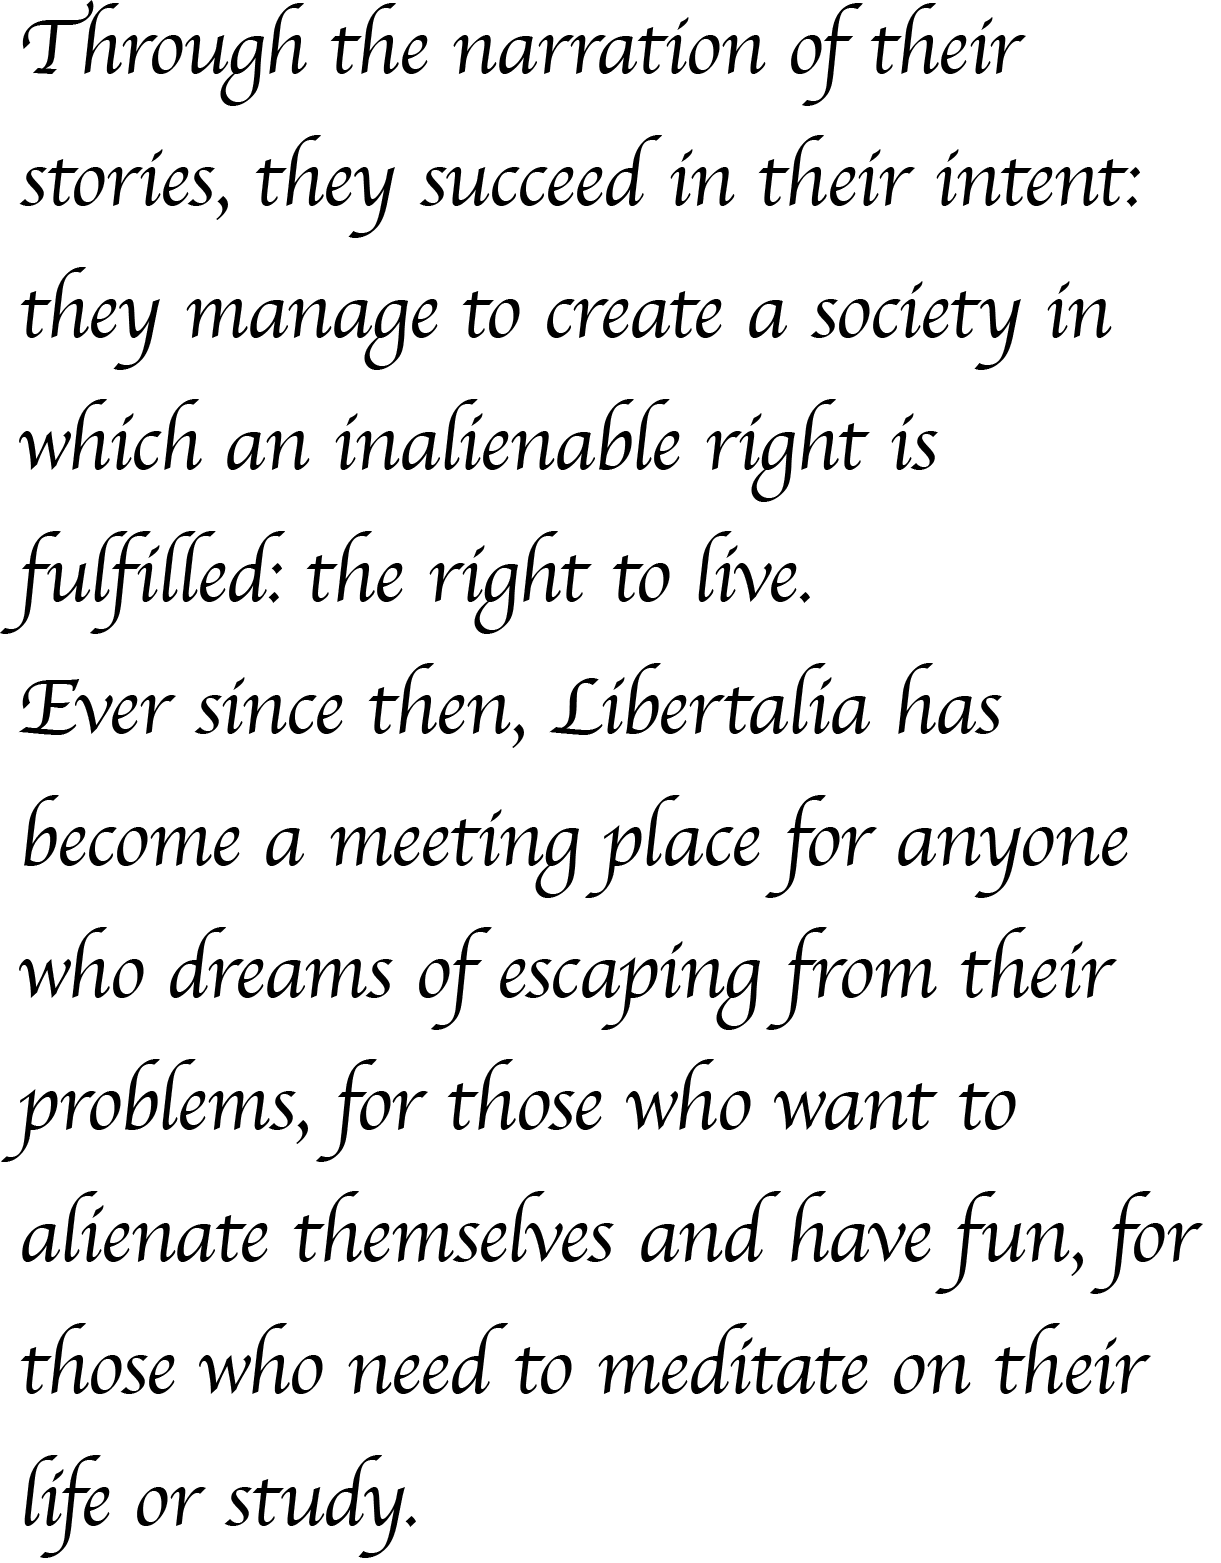 Through the narration of their
stories, they succeed in their intent:
they manage to create a society in
which an inalienable right is
fulfilled: the right to live.
Ever since then, Libertalia has
become a meeting place for anyone
who dreams of escaping from their
problems, for those who want to
alienate themselves and have fun, for
those who need to meditate on their
life or study.